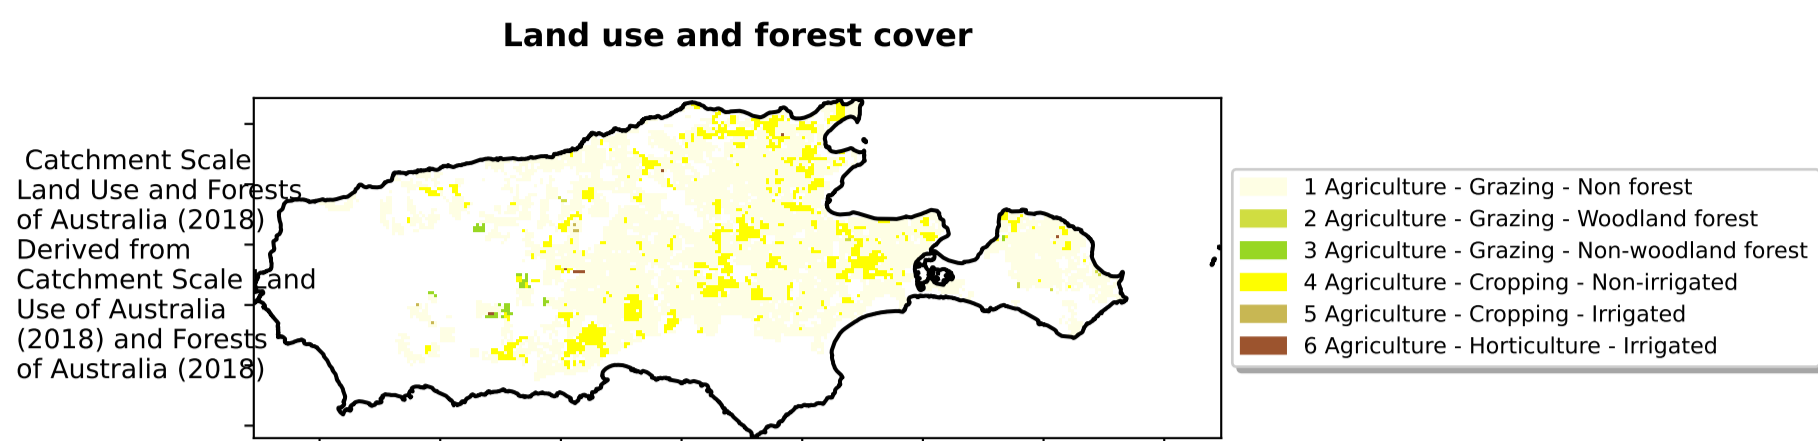 Land use and forest cover
Catchment Scale
Land Use and Forests
of Australia (2018)
Derived from
Catchment Scale Land
Use of Australia
(2018) and Forests
of Australia (2018)
1 Agriculture - Grazing - Non forest
2 Agriculture - Grazing - Woodland forest
3 Agriculture - Grazing - Non-woodland forest
4 Agriculture - Cropping - Non-irrigated
5 Agriculture - Cropping - Irrigated
6 Agriculture - Horticulture - Irrigated